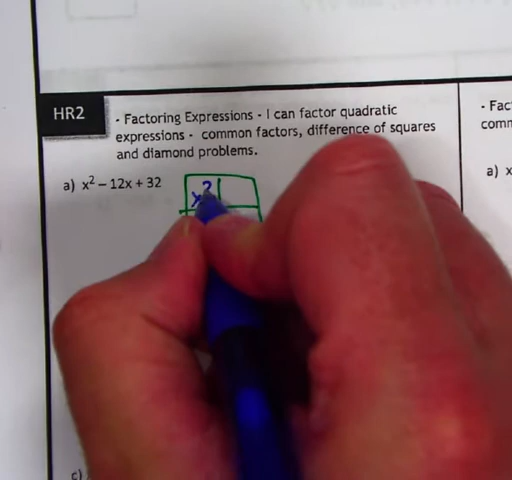 HR2
- Factoring Expressions - I can factor quadratic
expressions - common factors, difference of squares
and diamond problems.
a) x² – 12x + 32
x²
- Fac
comm
a) x
c)